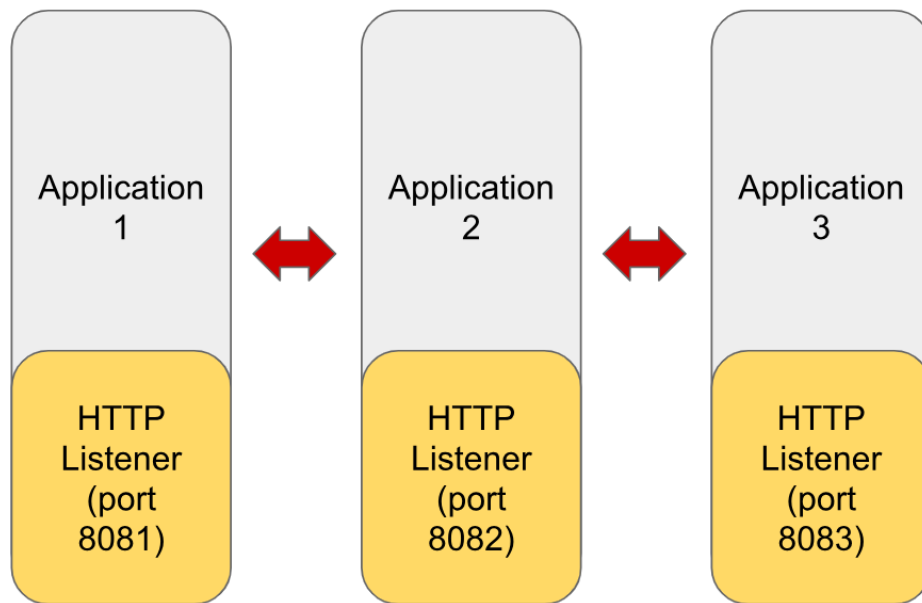 Application
1
HTTP
Listener
(port
8081)
Application
2
HTTP
Listener
(port
8082)
Application
3
HTTP
Listener
(port
8083)